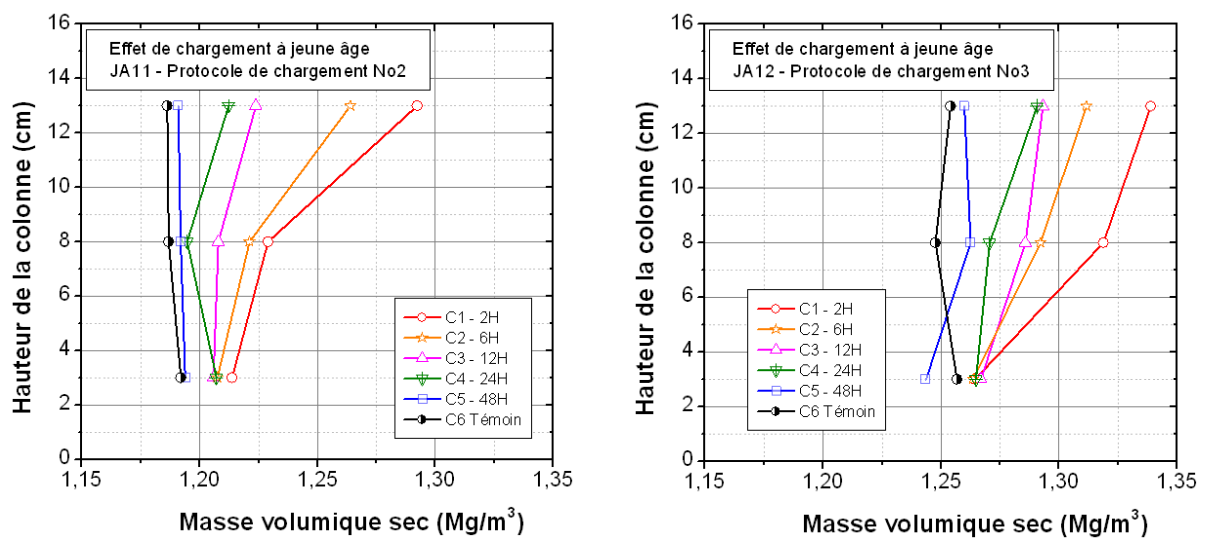 Effet de chargement à jeune âge
JA11 - Protocole de chargement No2
Hauteur de la colonne (cm)
16
14
12
10
8
6
4
2
0
C1 - 2H
C2 - 6H
C3 - 12H
C4 - 24H
C5 - 48H
C6 Témoin
1,15
1,20
1,25
1,30
1,35
Masse volumique sec (Mg/m³)
Effet de chargement à jeune âge
JA12 - Protocole de chargement No3
Hauteur de la colonne (cm)
16
14
12
10
8
6
4
2
0
C1 - 2H
C2 - 6H
C3 - 12H
C4 - 24H
C5 - 48H
C6 Témoin
1,15
1,20
1,25
1,30
1,35
Masse volumique sec (Mg/m³)